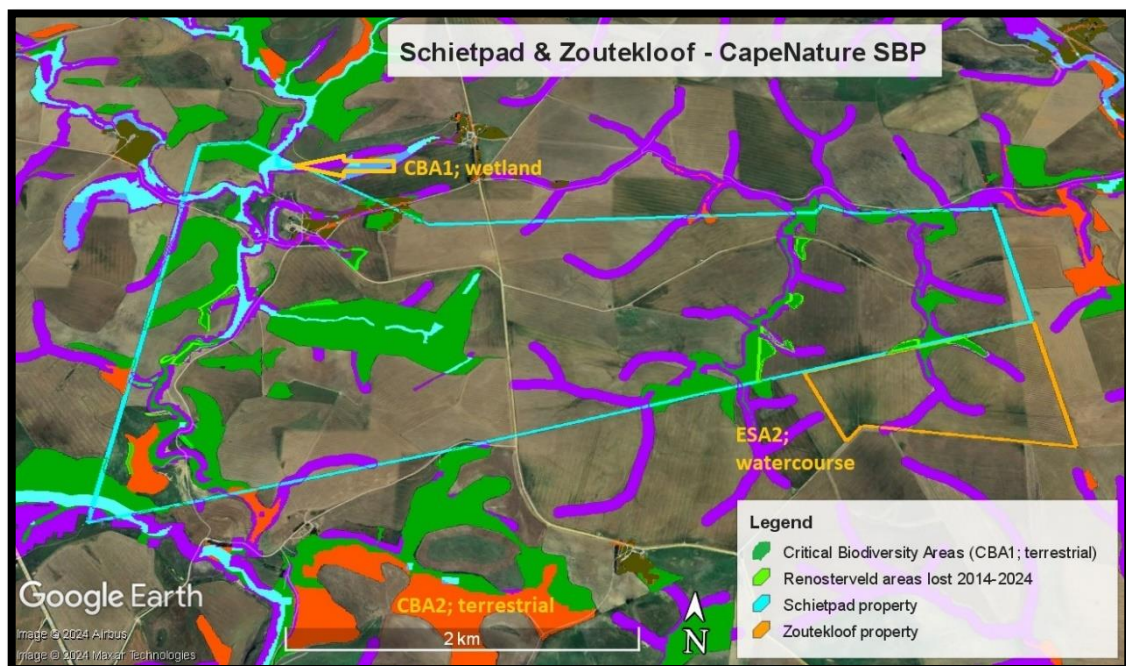 Schietpad & Zoutekloof - CapeNature SBP
CBA1; wetland
ESA2;
watercourse
CBA2; terrestrial
Legend
Critical Biodiversity Areas (CBA1; terrestrial)
Renosterveld areas lost 2014-2024
Schietpad property
Zoutekloof property
Google Earth
Image © 2024 Airbus
Image © 2024 Maxar Technologies
2 km
N